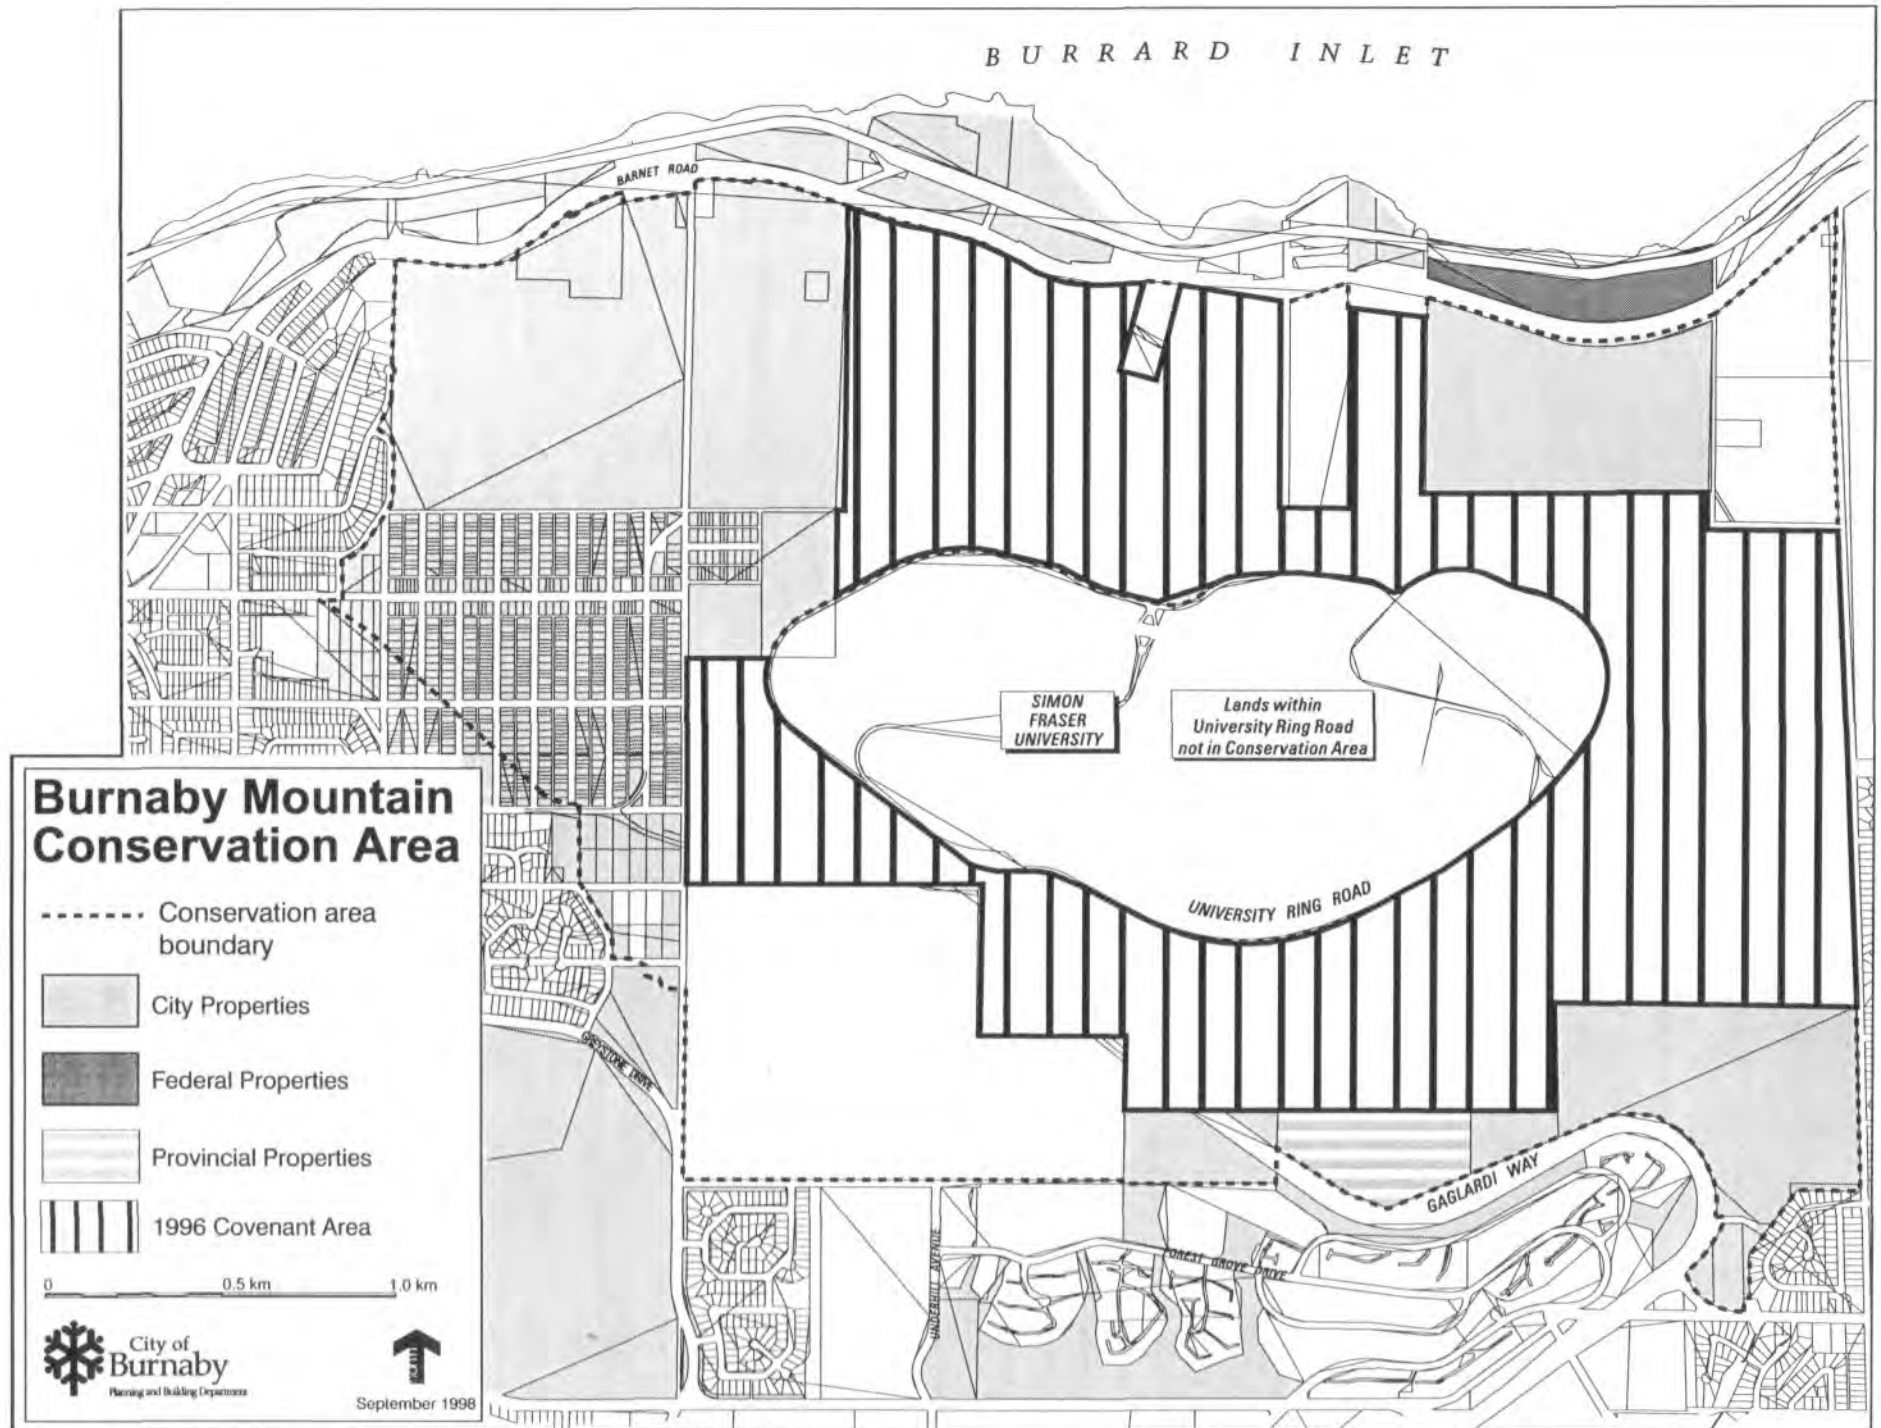 BURRARD INLET
BARNET ROAD
SIMON
FRASER
UNIVERSITY
Lands within
University Ring Road
not in Conservation Area
UNIVERSITY RING ROAD
Burnaby Mountain
Conservation Area
Conservation area
boundary
City Properties
Federal Properties
Provincial Properties
1996 Covenant Area
0 0.5 km 1.0 km
City of
Burnaby
Planning and Building Department
NORTH
September 1998
GREYSTONE DRIVE
GAGLARDI WAY
UNDERHILL AVENUE
FOREST GROVE DRIVE